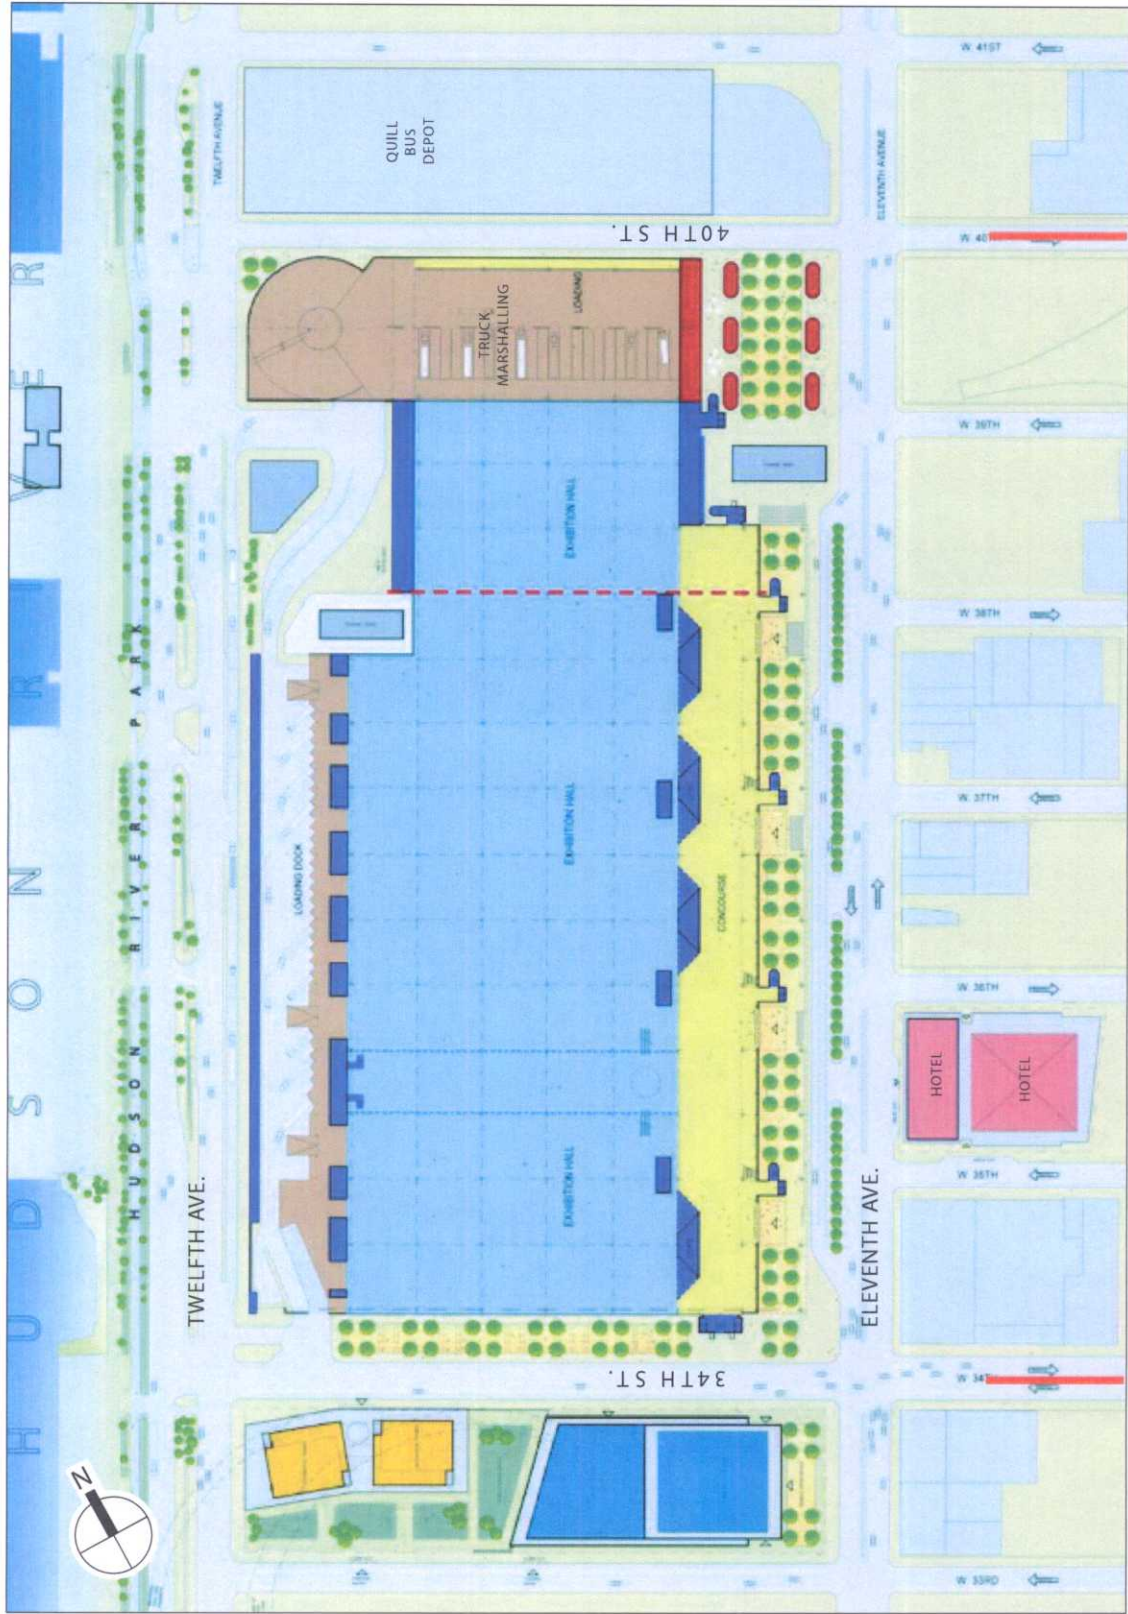 HUDSON RIVER
HUDSON RIVER PARK
N
TWELFTH AVENUE
TWELFTH AVE.
QUILL
BUS
DEPOT
40TH ST.
TRUCK
MARSHALLING
LOADING
LOADING DOCK
EXHIBITION HALL
EXHIBITION HALL
EXHIBITION HALL
CONCOURSE
34TH ST.
ELEVENTH AVENUE
ELEVENTH AVE.
HOTEL
HOTEL
W 41ST
W 40
W 39TH
W 38TH
W 37TH
W 36TH
W 35TH
W 34
W 33RD